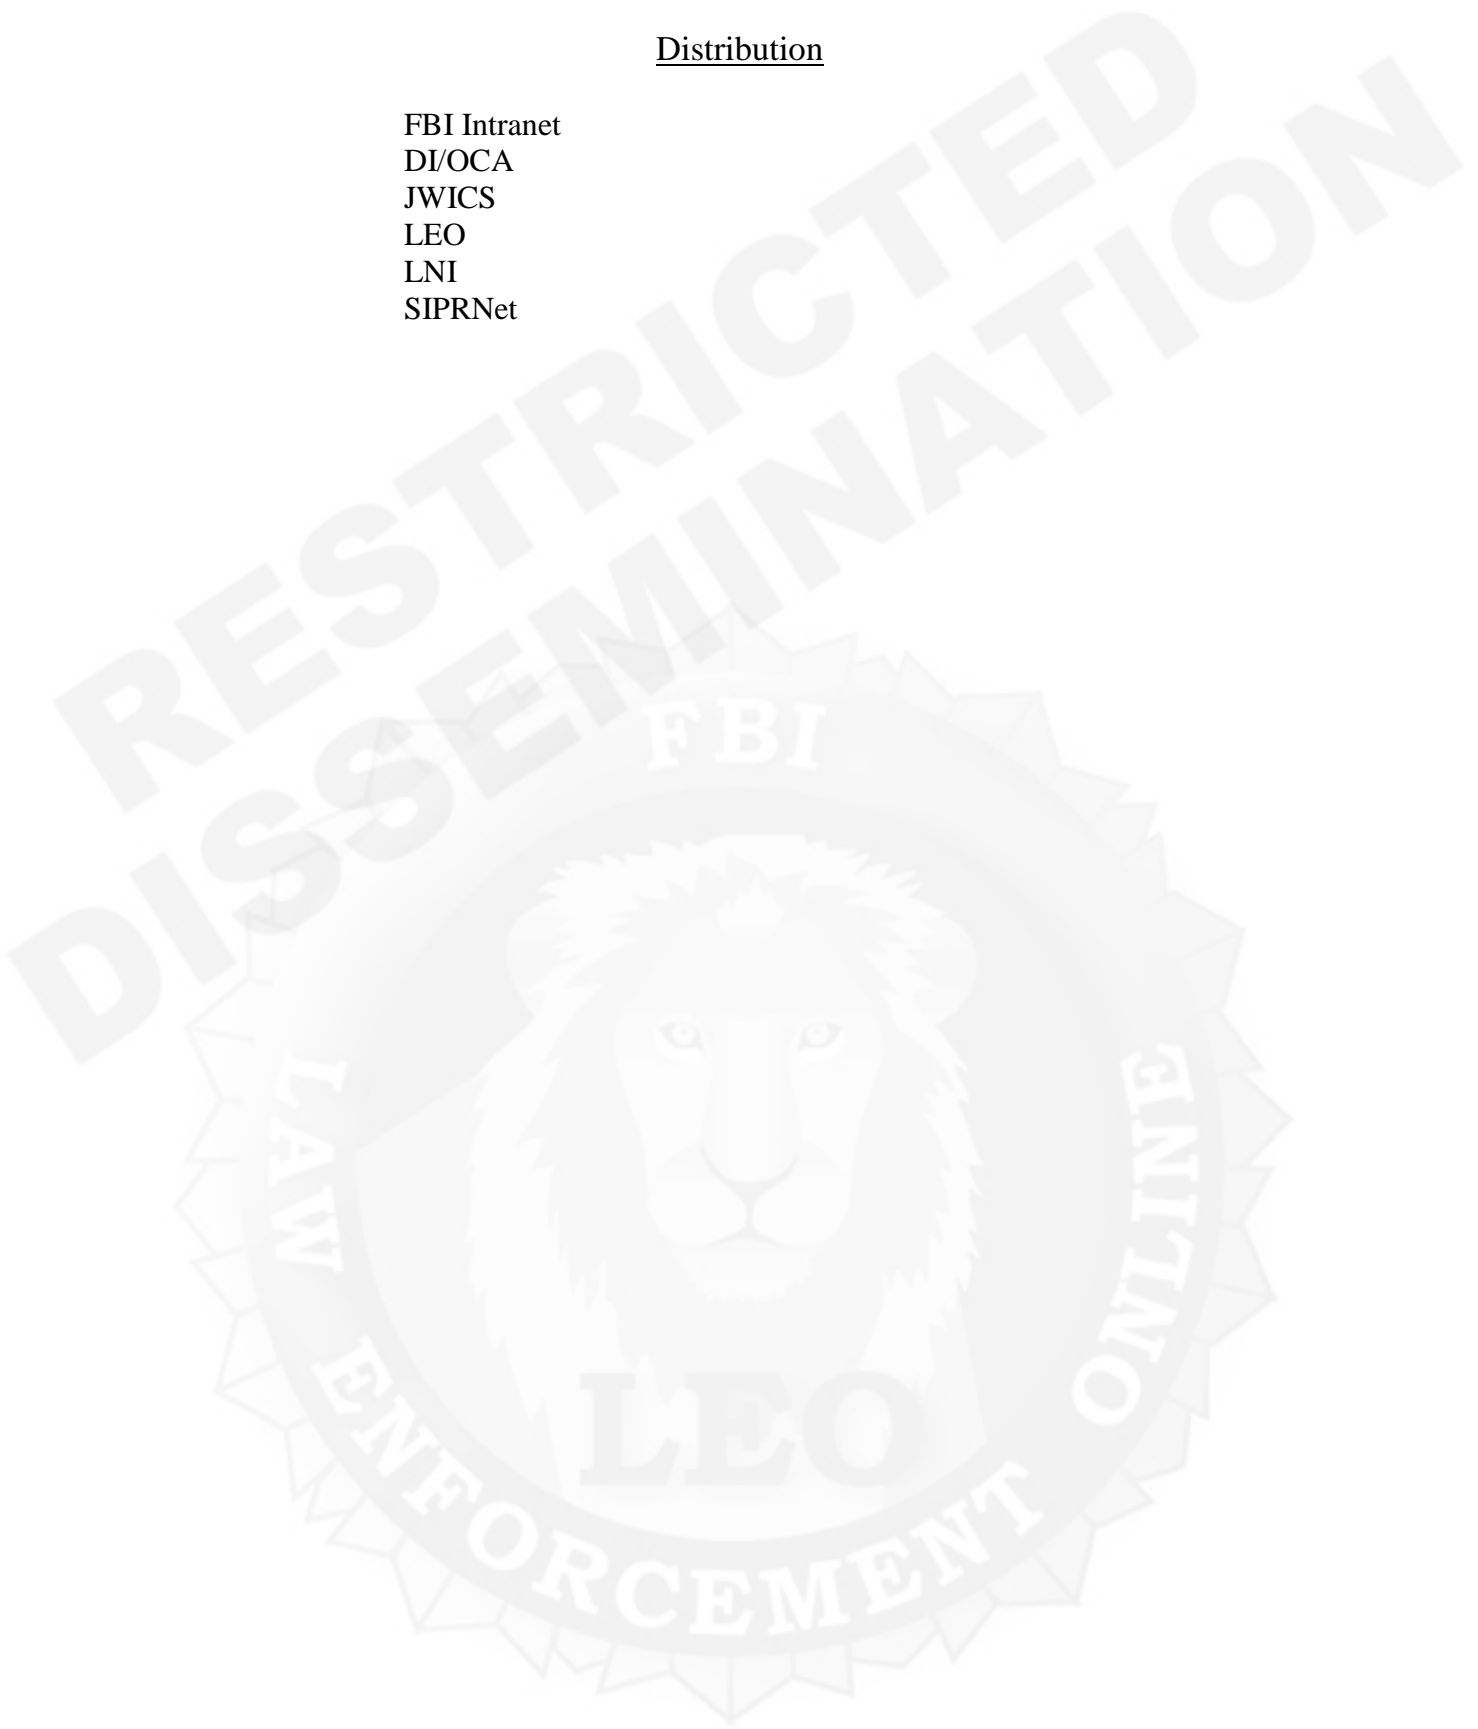 Distribution
FBI Intranet
DI/OCA
JWICS
LEO
LNI
SIPRNet
RESTRICTED
DISSEMINATION
FBI
LAW ENFORCEMENT ONLINE
LEO